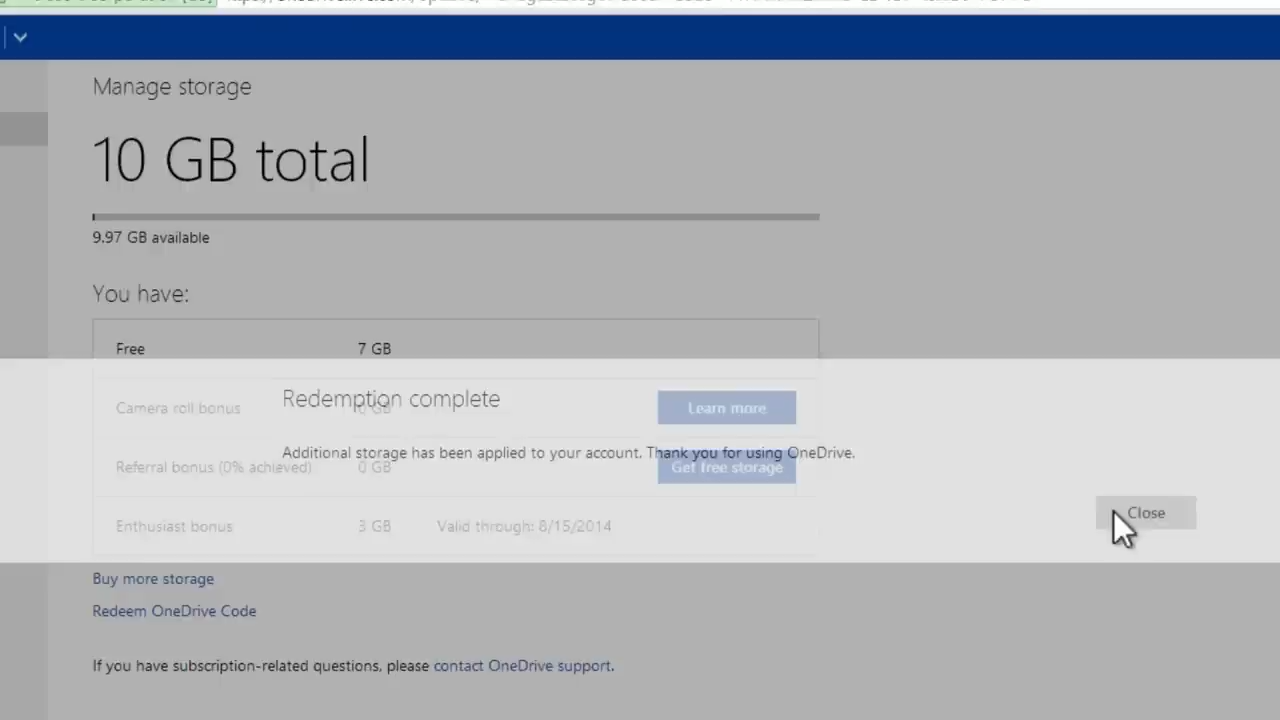 Manage storage
10 GB total
9.97 GB available
You have:
Free 7 GB
Redemption complete
Camera roll bonus 0 GB Learn more
Additional storage has been applied to your account. Thank you for using OneDrive.
Referral bonus (0% achieved) 0 GB Get free storage
Close
Enthusiast bonus 3 GB Valid through: 8/15/2014
Buy more storage
Redeem OneDrive Code
If you have subscription-related questions, please contact OneDrive support.